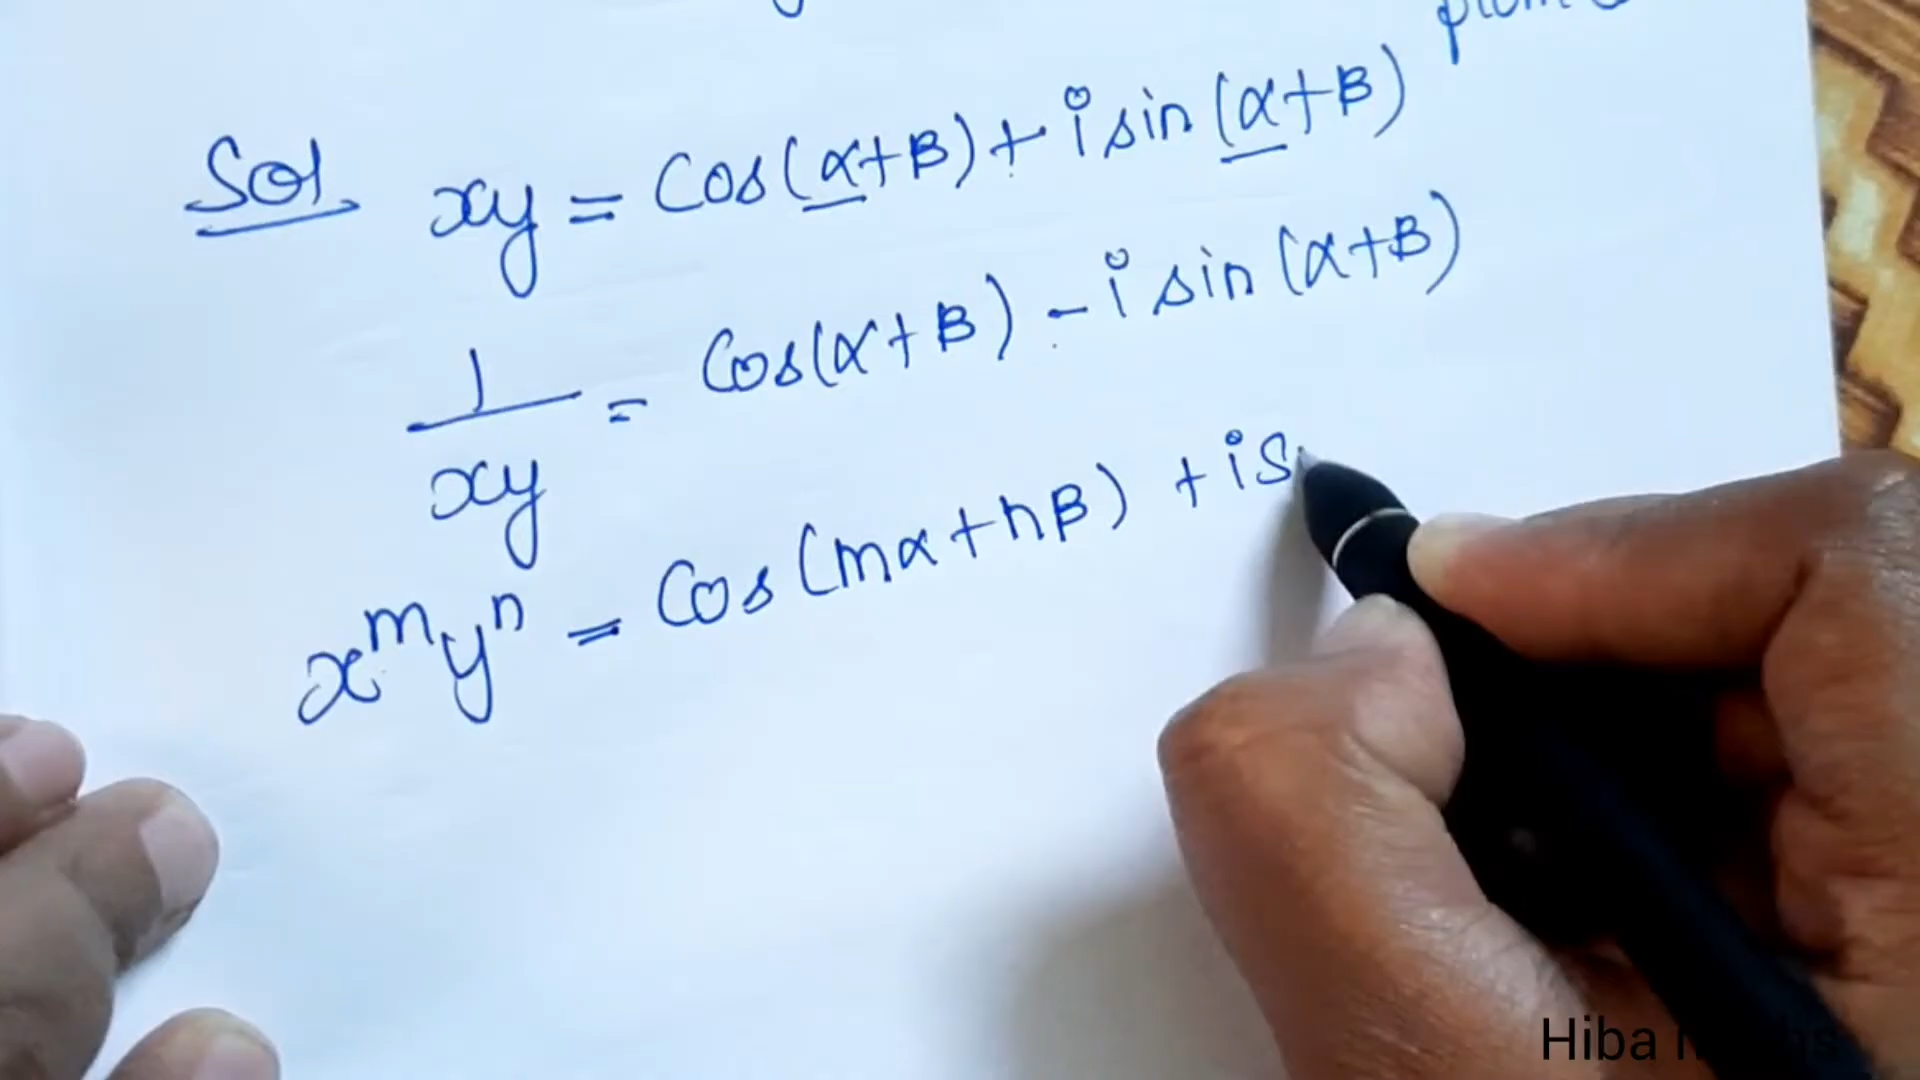 Sol
xy = Cos(α+β) + i sin (α+β)
1/xy = Cos(α+β) - i sin (α+β)
x^m y^n = Cos (mα+nβ) + is
Hiba